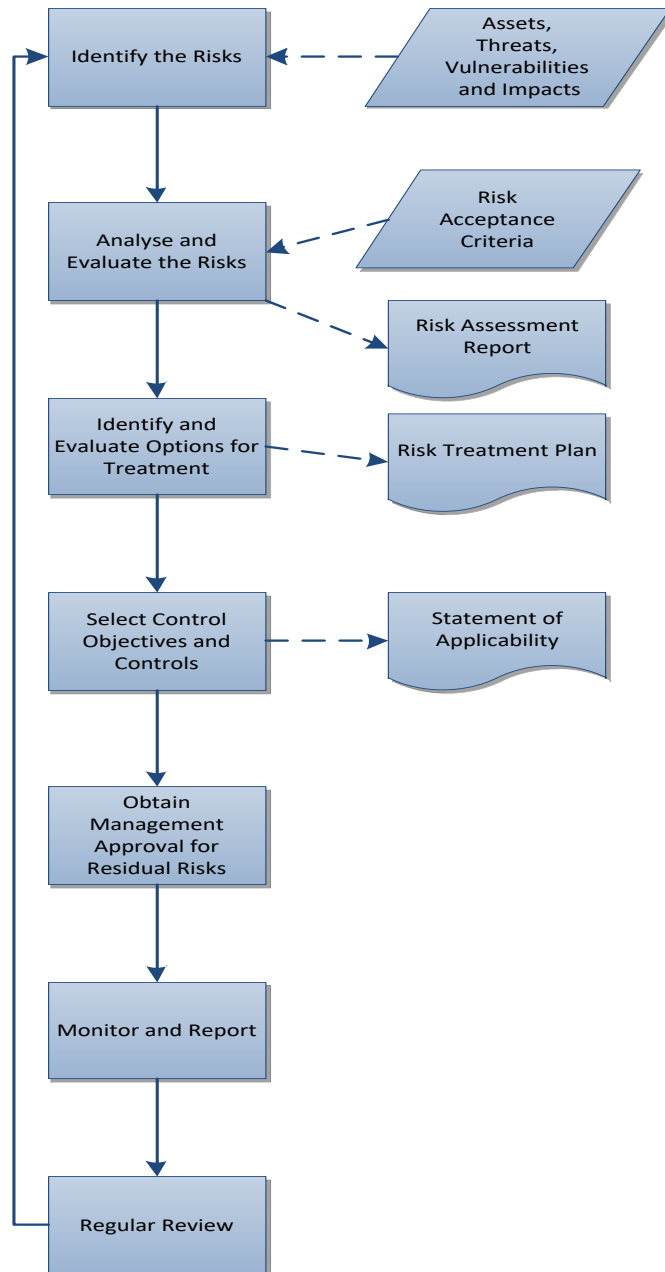 Identify the Risks
Assets,
Threats,
Vulnerabilities
and Impacts
Analyse and
Evaluate the Risks
Risk
Acceptance
Criteria
Risk Assessment
Report
Identify and
Evaluate Options for
Treatment
Risk Treatment Plan
Select Control
Objectives and
Controls
Statement of
Applicability
Obtain
Management
Approval for
Residual Risks
Monitor and Report
Regular Review